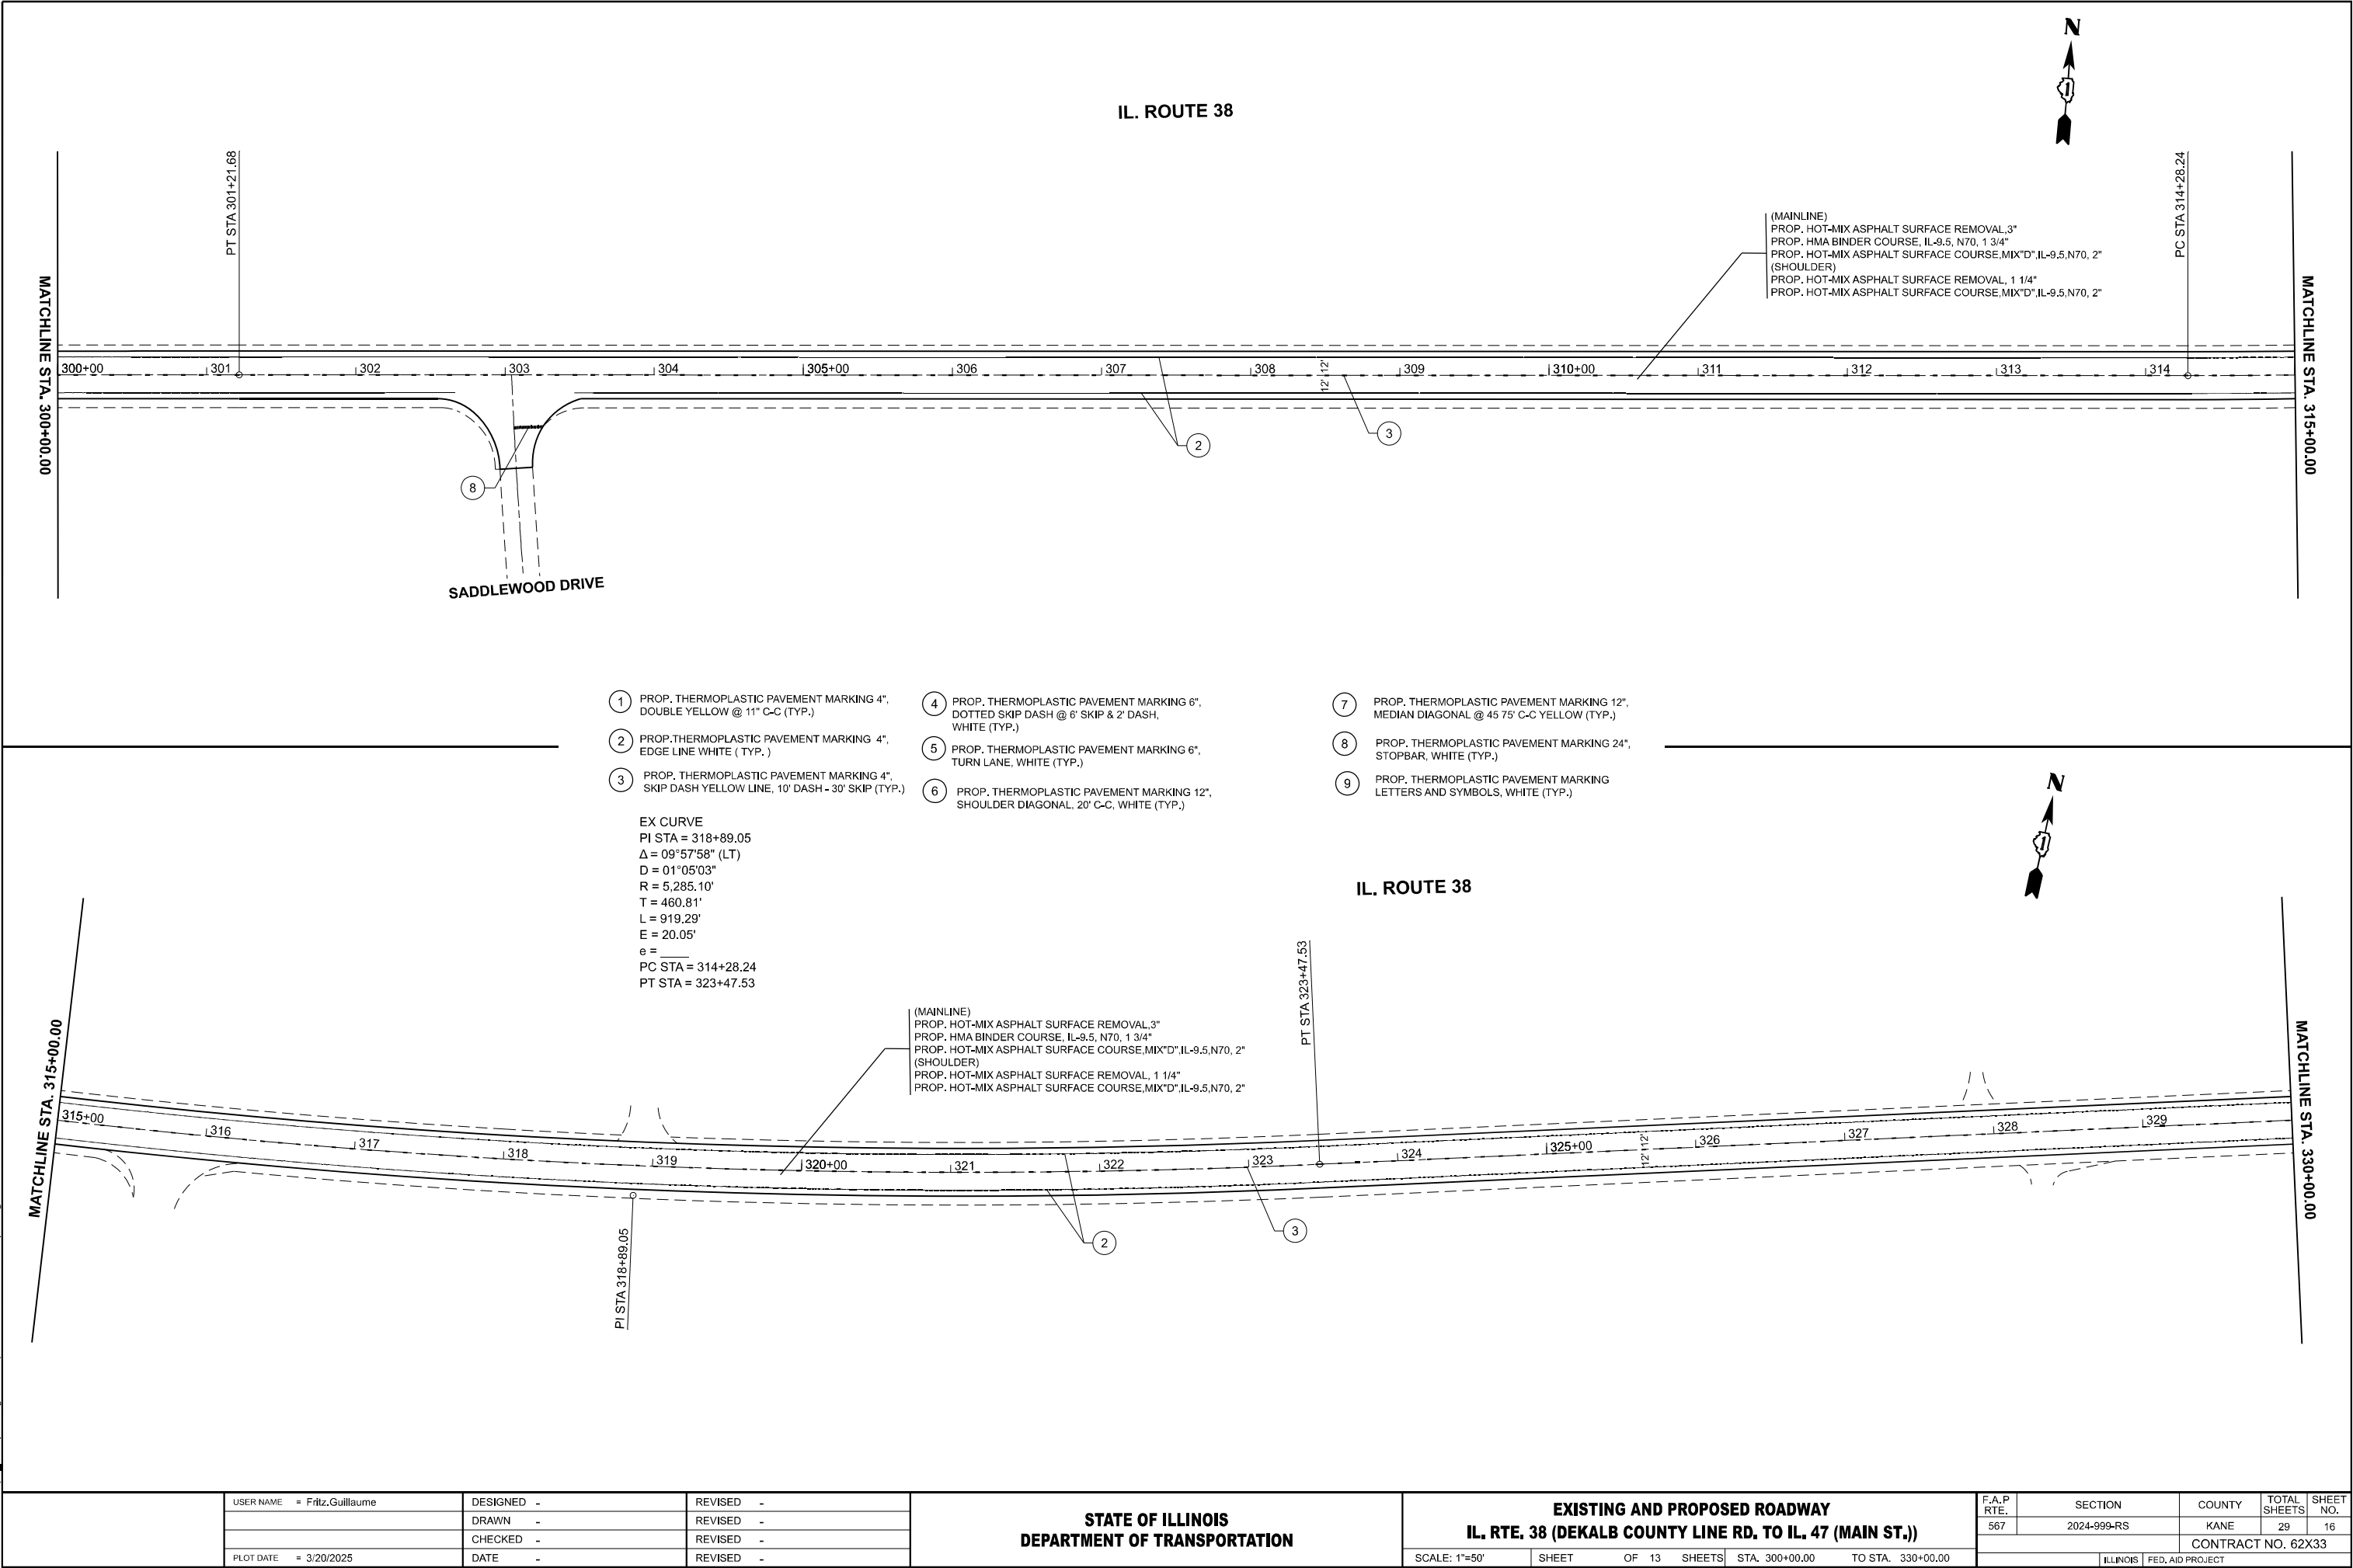 IL. ROUTE 38
N
1
PT STA 301+21.68
PC STA 314+28.24
(MAINLINE)
PROP. HOT-MIX ASPHALT SURFACE REMOVAL,3"
PROP. HMA BINDER COURSE, IL-9.5, N70, 1 3/4"
PROP. HOT-MIX ASPHALT SURFACE COURSE,MIX"D",IL-9.5,N70, 2"
(SHOULDER)
PROP. HOT-MIX ASPHALT SURFACE REMOVAL, 1 1/4"
PROP. HOT-MIX ASPHALT SURFACE COURSE,MIX"D",IL-9.5,N70, 2"
MATCHLINE STA. 300+00.00
MATCHLINE STA. 315+00.00
300+00 301 302 303 304 305+00 306 307 308 309 310+00 311 312 313 314
12' 12'
2
3
8
SADDLEWOOD DRIVE
1 PROP. THERMOPLASTIC PAVEMENT MARKING 4",
DOUBLE YELLOW @ 11" C-C (TYP.)
2 PROP.THERMOPLASTIC PAVEMENT MARKING 4",
EDGE LINE WHITE ( TYP. )
3 PROP. THERMOPLASTIC PAVEMENT MARKING 4",
SKIP DASH YELLOW LINE, 10' DASH - 30' SKIP (TYP.)
4 PROP. THERMOPLASTIC PAVEMENT MARKING 6",
DOTTED SKIP DASH @ 6' SKIP & 2' DASH,
WHITE (TYP.)
5 PROP. THERMOPLASTIC PAVEMENT MARKING 6",
TURN LANE, WHITE (TYP.)
6 PROP. THERMOPLASTIC PAVEMENT MARKING 12",
SHOULDER DIAGONAL, 20' C-C, WHITE (TYP.)
7 PROP. THERMOPLASTIC PAVEMENT MARKING 12",
MEDIAN DIAGONAL @ 45 75' C-C YELLOW (TYP.)
8 PROP. THERMOPLASTIC PAVEMENT MARKING 24",
STOPBAR, WHITE (TYP.)
9 PROP. THERMOPLASTIC PAVEMENT MARKING
LETTERS AND SYMBOLS, WHITE (TYP.)
EX CURVE
PI STA = 318+89.05
Δ = 09°57'58" (LT)
D = 01°05'03"
R = 5,285.10'
T = 460.81'
L = 919.29'
E = 20.05'
e = ____
PC STA = 314+28.24
PT STA = 323+47.53
N
1
IL. ROUTE 38
PT STA 323+47.53
(MAINLINE)
PROP. HOT-MIX ASPHALT SURFACE REMOVAL,3"
PROP. HMA BINDER COURSE, IL-9.5, N70, 1 3/4"
PROP. HOT-MIX ASPHALT SURFACE COURSE,MIX"D",IL-9.5,N70, 2"
(SHOULDER)
PROP. HOT-MIX ASPHALT SURFACE REMOVAL, 1 1/4"
PROP. HOT-MIX ASPHALT SURFACE COURSE,MIX"D",IL-9.5,N70, 2"
MATCHLINE STA. 315+00.00
MATCHLINE STA. 330+00.00
315+00 316 317 318 319 320+00 321 322 323 324 325+00 326 327 328 329
12' 12'
PI STA 318+89.05
2
3
USER NAME = Fritz.Guillaume
PLOT DATE = 3/20/2025
DESIGNED -
DRAWN -
CHECKED -
DATE -
REVISED -
REVISED -
REVISED -
REVISED -
STATE OF ILLINOIS
DEPARTMENT OF TRANSPORTATION
EXISTING AND PROPOSED ROADWAY
IL. RTE. 38 (DEKALB COUNTY LINE RD. TO IL. 47 (MAIN ST.))
SCALE: 1"=50' SHEET OF 13 SHEETS STA. 300+00.00 TO STA. 330+00.00
F.A.P RTE. SECTION COUNTY TOTAL SHEETS SHEET NO.
567 2024-999-RS KANE 29 16
CONTRACT NO. 62X33
ILLINOIS FED. AID PROJECT